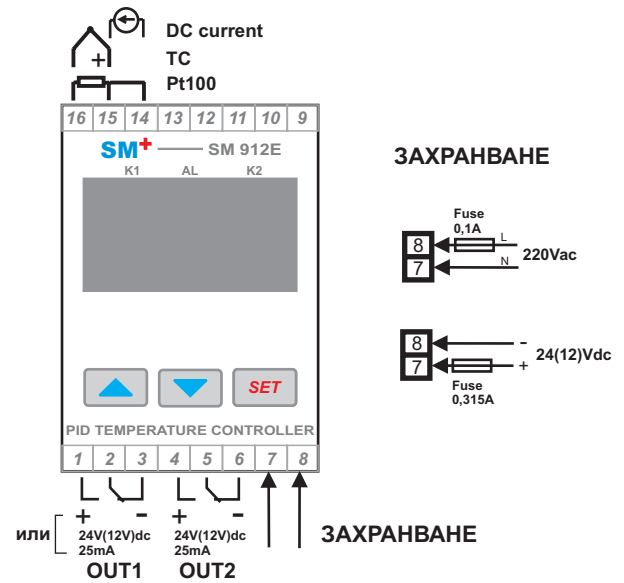 DC current
+ TC
Pt100
16 15 14 13 12 11 10 9
SM+ SM 912E
K1 AL K2
ЗАХРАНВАНЕ
Fuse
0,1A
8 L
7 N
220Vac
8 -
7 +
24(12)Vdc
Fuse
0,315A
SET
PID TEMPERATURE CONTROLLER
1 2 3 4 5 6 7 8
+ - + -
или 24V(12V)dc 24V(12V)dc
25mA 25mA
OUT1 OUT2
ЗАХРАНВАНЕ